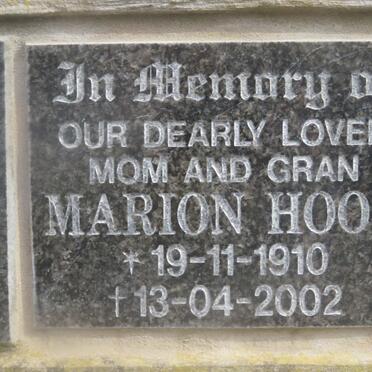 In Memory o
OUR DEARLY LOVE
MOM AND GRAN
MARION HOO
* 19-11-1910
† 13-04-2002